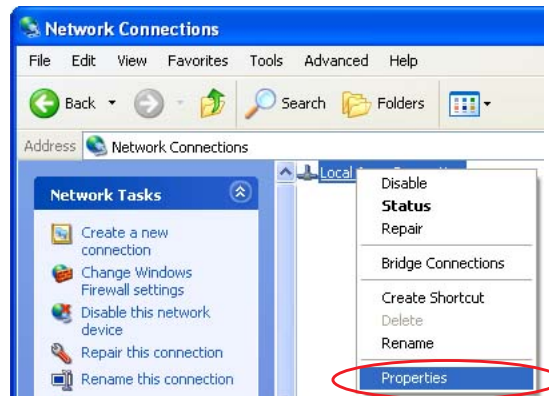 Network Connections
File Edit View Favorites Tools Advanced Help
Back Search Folders
Address Network Connections
Network Tasks
Create a new
connection
Change Windows
Firewall settings
Disable this network
device
Repair this connection
Rename this connection
Local
Disable
Status
Repair
Bridge Connections
Create Shortcut
Delete
Rename
Properties